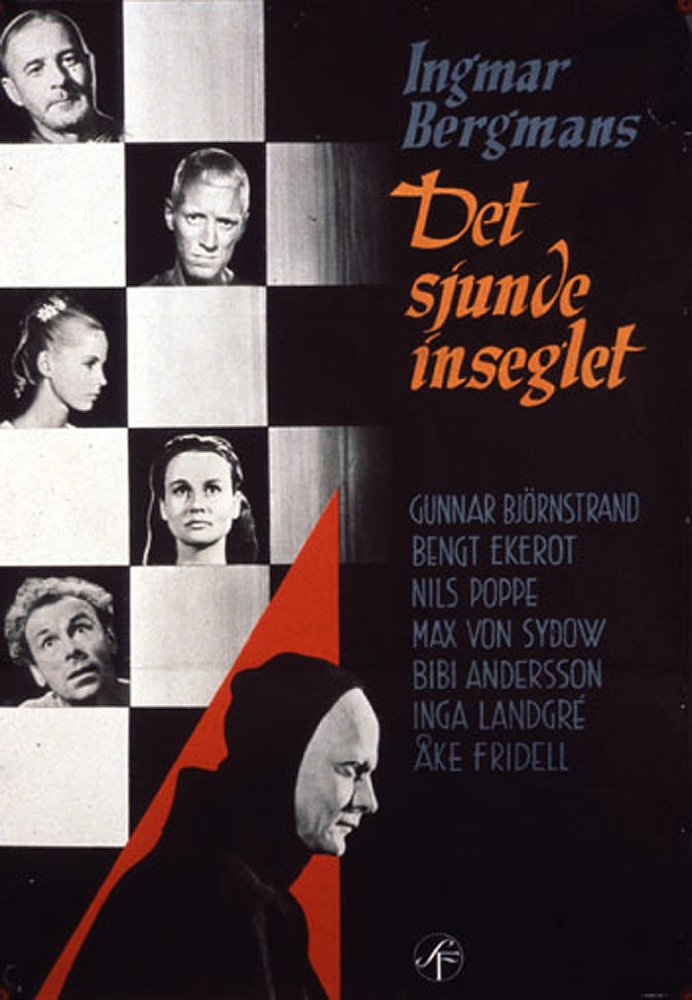 Ingmar
Bergmans
Det
sjunde
inseglet
GUNNAR BJÖRNSTRAND
BENGT EKEROT
NILS POPPE
MAX VON SYDOW
BIBI ANDERSSON
INGA LANDGRÉ
ÅKE FRIDELL
SF